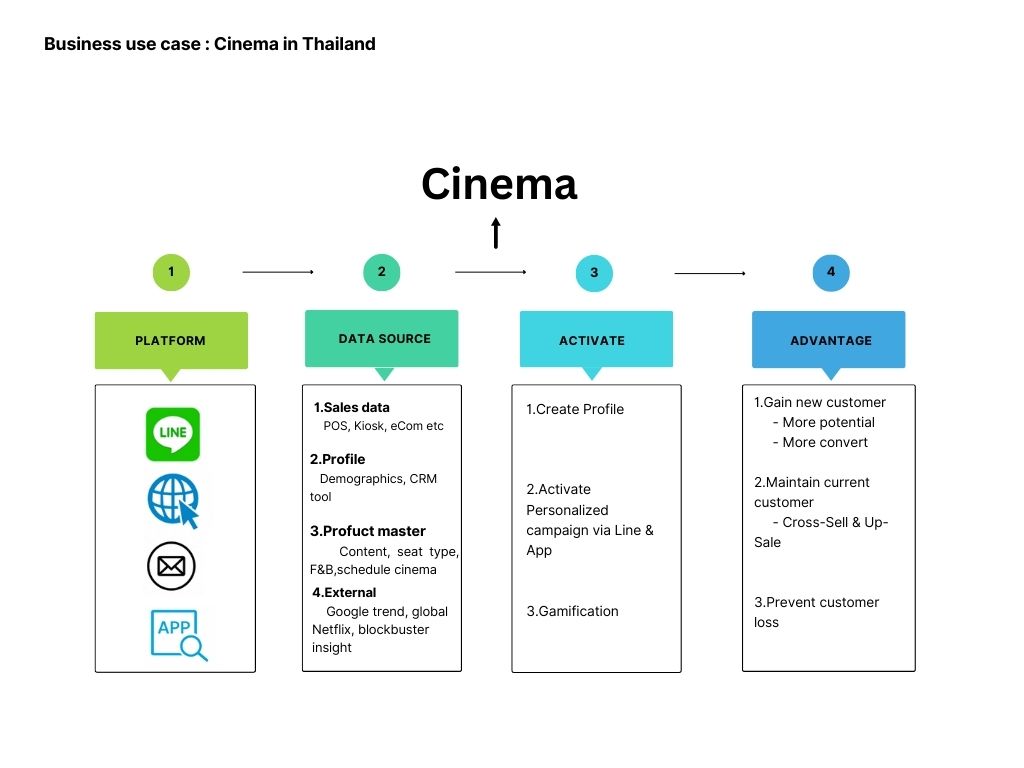 Business use case : Cinema in Thailand
Cinema
1
2
3
4
PLATFORM
DATA SOURCE
ACTIVATE
ADVANTAGE
LINE
APP
1.Sales data
POS, Kiosk, eCom etc
2.Profile
Demographics, CRM
tool
3.Profuct master
Content, seat type,
F&B,schedule cinema
4.External
Google trend, global
Netflix, blockbuster
insight
1.Create Profile
2.Activate
Personalized
campaign via Line &
App
3.Gamification
1.Gain new customer
- More potential
- More convert
2.Maintain current
customer
- Cross-Sell & Up-
Sale
3.Prevent customer
loss